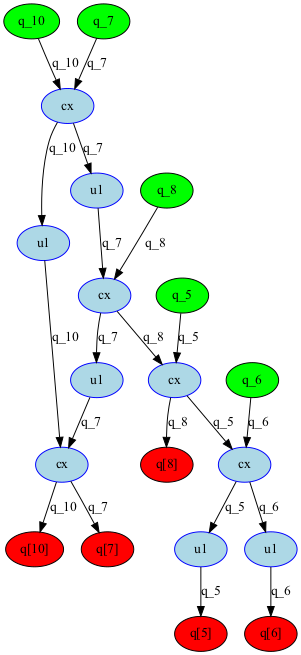 q_10 q_7
q_10 q_7
cx
q_10 q_7
u1 q_8
u1 q_7 q_8
cx q_5
q_10 q_7 q_8 q_5
u1 cx q_6
q_7 q_8 q_5 q_6
cx q[8] cx
q_10 q_7 q_5 q_6
q[10] q[7] u1 u1
q_5 q_6
q[5] q[6]